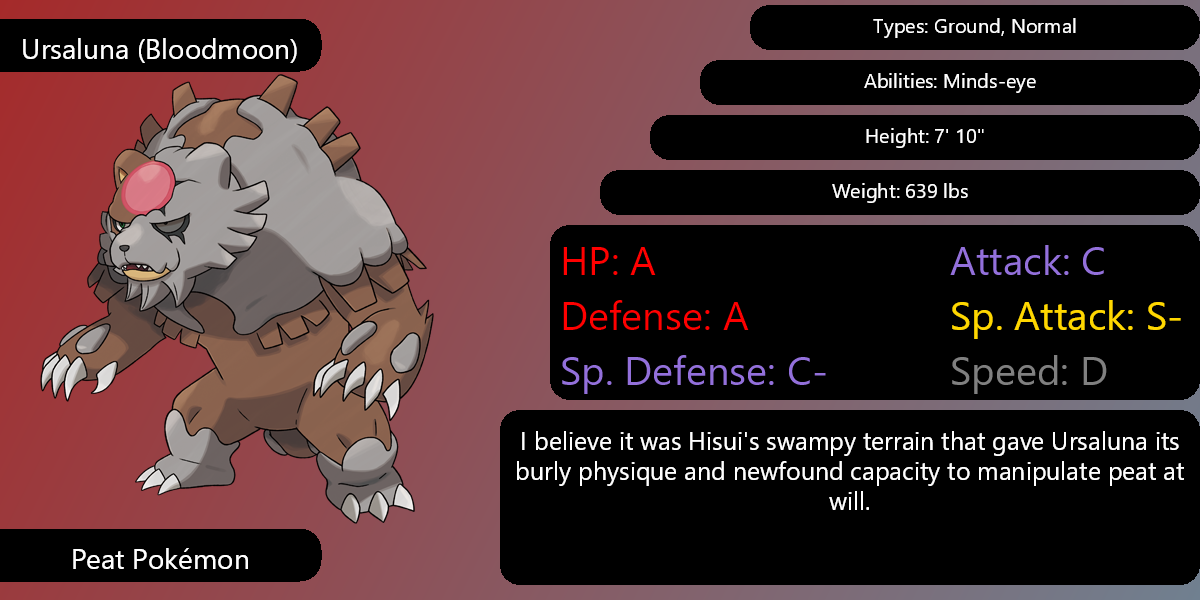 Ursaluna (Bloodmoon)
Types: Ground, Normal
Abilities: Minds-eye
Height: 7' 10"
Weight: 639 lbs
HP: A
Attack: C
Defense: A
Sp. Attack: S-
Sp. Defense: C-
Speed: D
I believe it was Hisui's swampy terrain that gave Ursaluna its
burly physique and newfound capacity to manipulate peat at
will.
Peat Pokémon